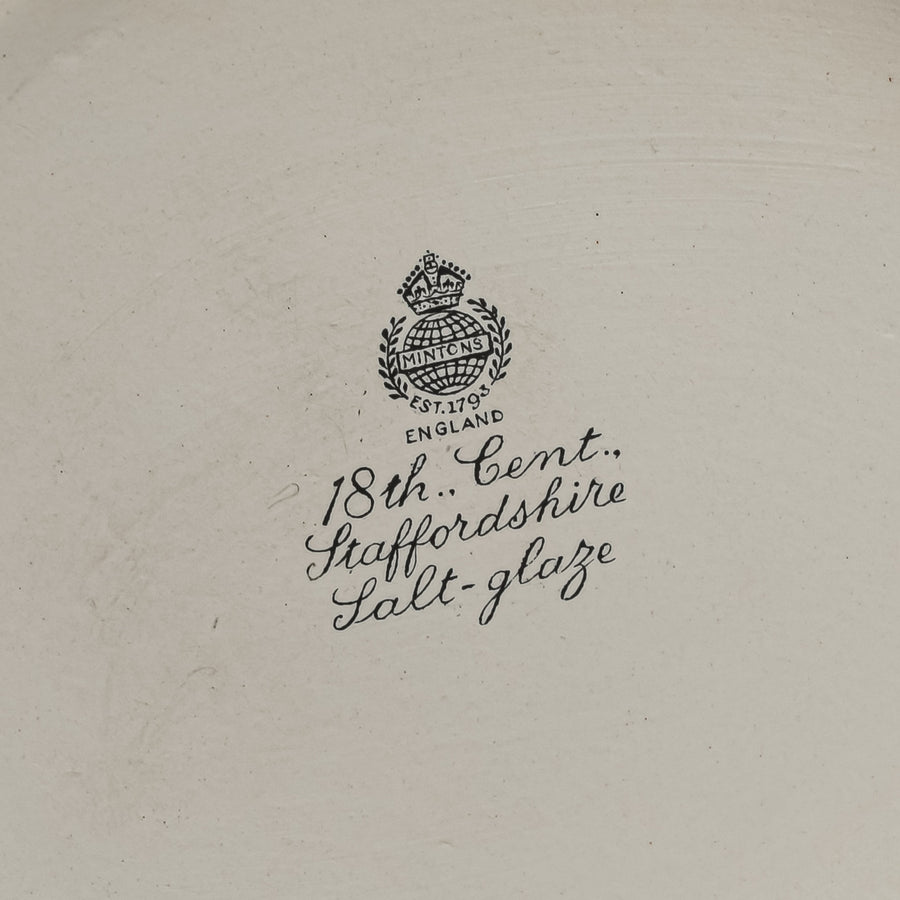 MINTONS
EST. 1793
ENGLAND
18th., Cent.,
Staffordshire
Salt-glaze